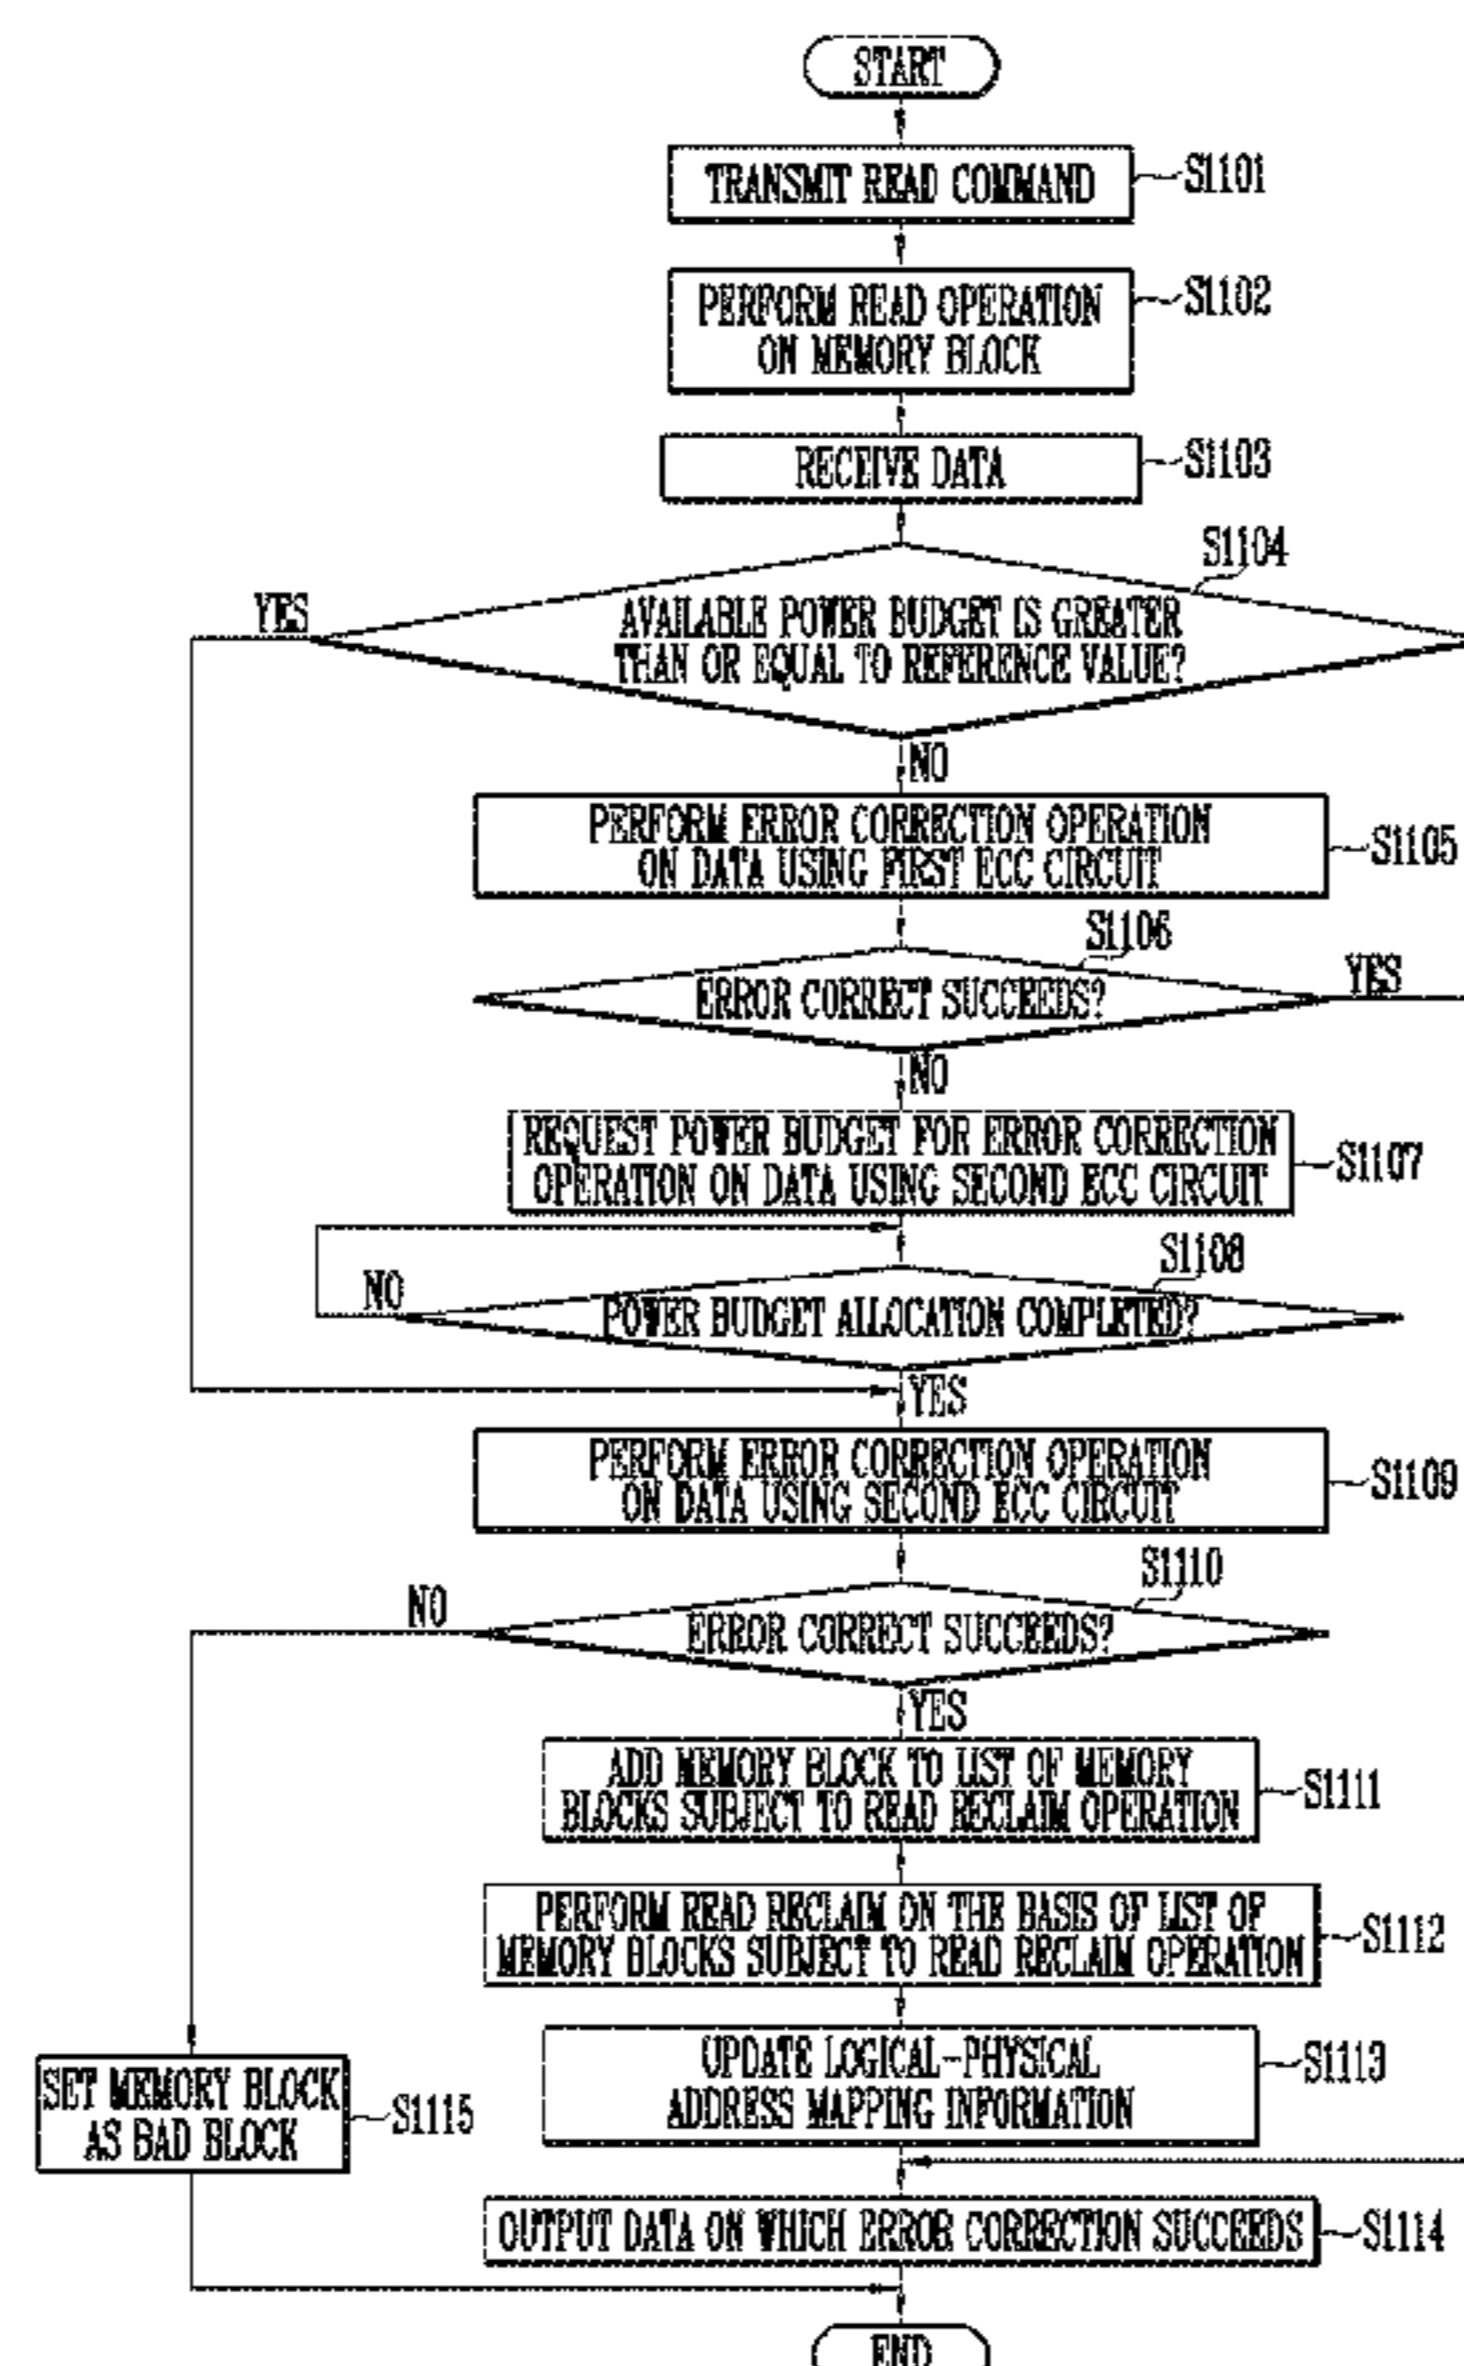 START
TRANSMIT READ COMMAND
S1101
PERFORM READ OPERATION
ON MEMORY BLOCK
S1102
RECEIVE DATA
S1103
S1104
YES
AVAILABLE POWER BUDGET IS GREATER
THAN OR EQUAL TO REFERENCE VALUE?
NO
PERFORM ERROR CORRECTION OPERATION
ON DATA USING FIRST ECC CIRCUIT
S1105
S1106
ERROR CORRECT SUCCEEDS?
YES
NO
REQUEST POWER BUDGET FOR ERROR CORRECTION
OPERATION ON DATA USING SECOND ECC CIRCUIT
S1107
S1108
NO
POWER BUDGET ALLOCATION COMPLETED?
YES
PERFORM ERROR CORRECTION OPERATION
ON DATA USING SECOND ECC CIRCUIT
S1109
S1110
NO
ERROR CORRECT SUCCEEDS?
YES
ADD MEMORY BLOCK TO LIST OF MEMORY
BLOCKS SUBJECT TO READ RECLAIM OPERATION
S1111
PERFORM READ RECLAIM ON THE BASIS OF LIST OF
MEMORY BLOCKS SUBJECT TO READ RECLAIM OPERATION
S1112
UPDATE LOGICAL-PHYSICAL
ADDRESS MAPPING INFORMATION
S1113
SET MEMORY BLOCK
AS BAD BLOCK
S1115
OUTPUT DATA ON WHICH ERROR CORRECTION SUCCEEDS
S1114
END